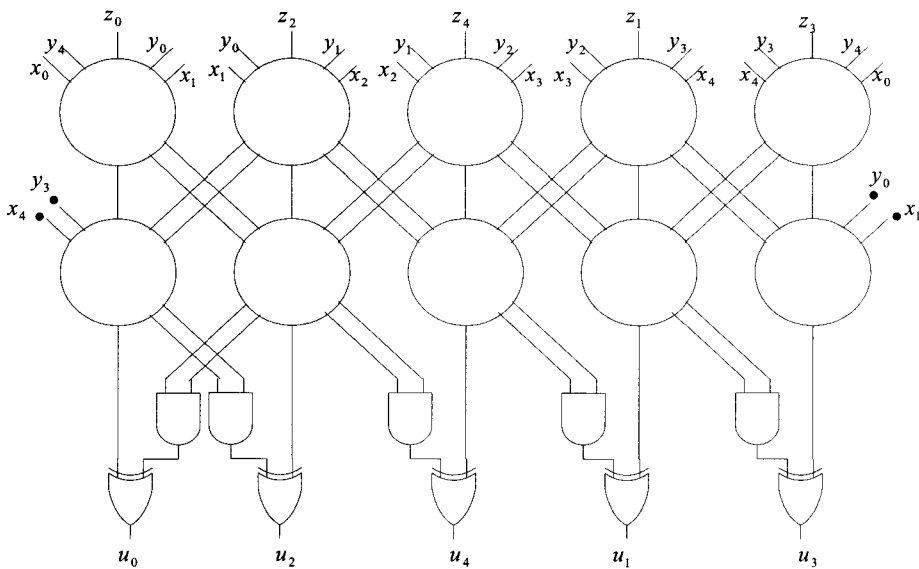 z₀ z₂ z₄ z₁ z₃
y₄ y₀ y₀ y₁ y₁ y₂ y₂ y₃ y₃ y₄
x₀ x₁ x₁ x₂ x₂ x₃ x₃ x₄ x₄ x₀
y₃ y₀
x₄ x₁
u₀ u₂ u₄ u₁ u₃